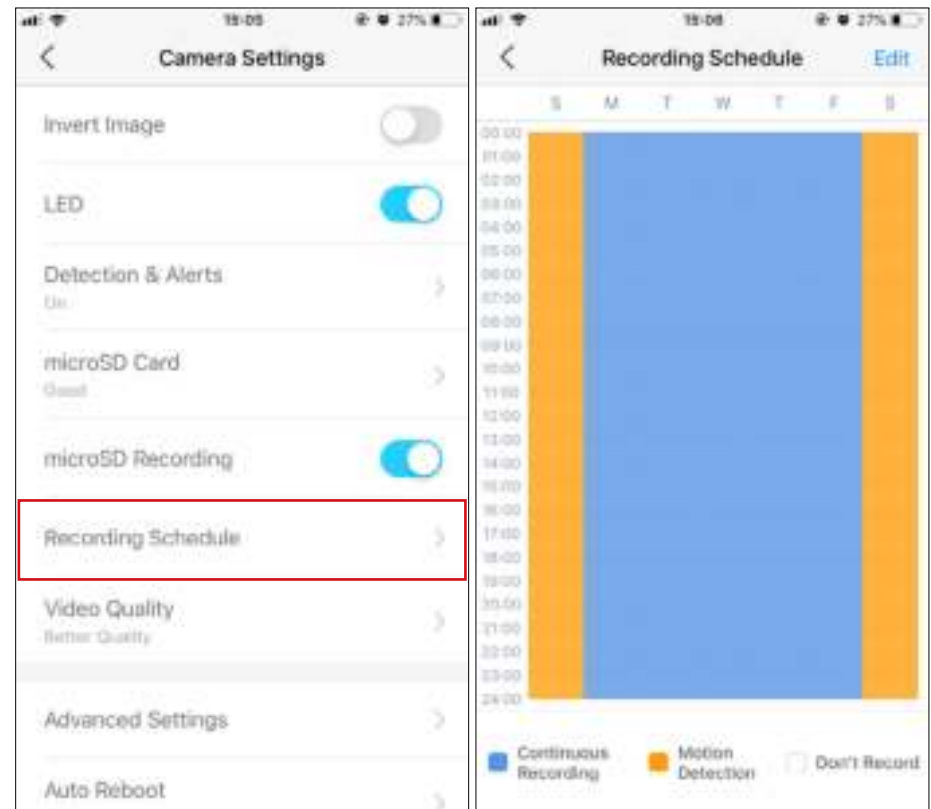 15:05
27%
Camera Settings
Invert Image
LED
Detection & Alerts
On
microSD Card
Good
microSD Recording
Recording Schedule
Video Quality
Better Quality
Advanced Settings
Auto Reboot
15:06
27%
Recording Schedule
Edit
S M T W T F S
00:00
01:00
02:00
03:00
04:00
05:00
06:00
07:00
08:00
09:00
10:00
11:00
12:00
13:00
14:00
15:00
16:00
17:00
18:00
19:00
20:00
21:00
22:00
23:00
24:00
Continuous
Recording
Motion
Detection
Don't Record